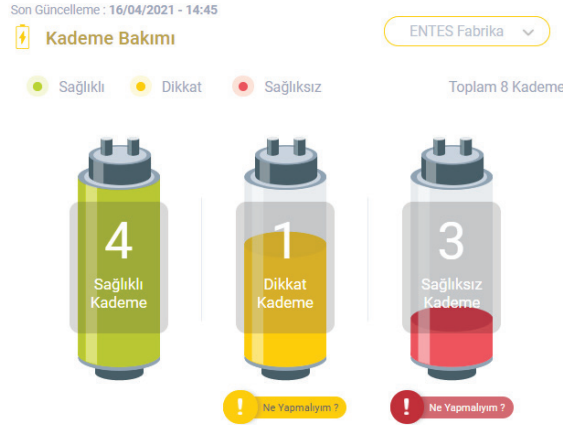 Son Güncelleme : 16/04/2021 - 14:45
Kademe Bakımı
ENTES Fabrika
Sağlıklı
Dikkat
Sağlıksız
Toplam 8 Kademe
4
Sağlıklı
Kademe
1
Dikkat
Kademe
3
Sağlıksız
Kademe
! Ne Yapmalıyım ?
! Ne Yapmalıyım ?